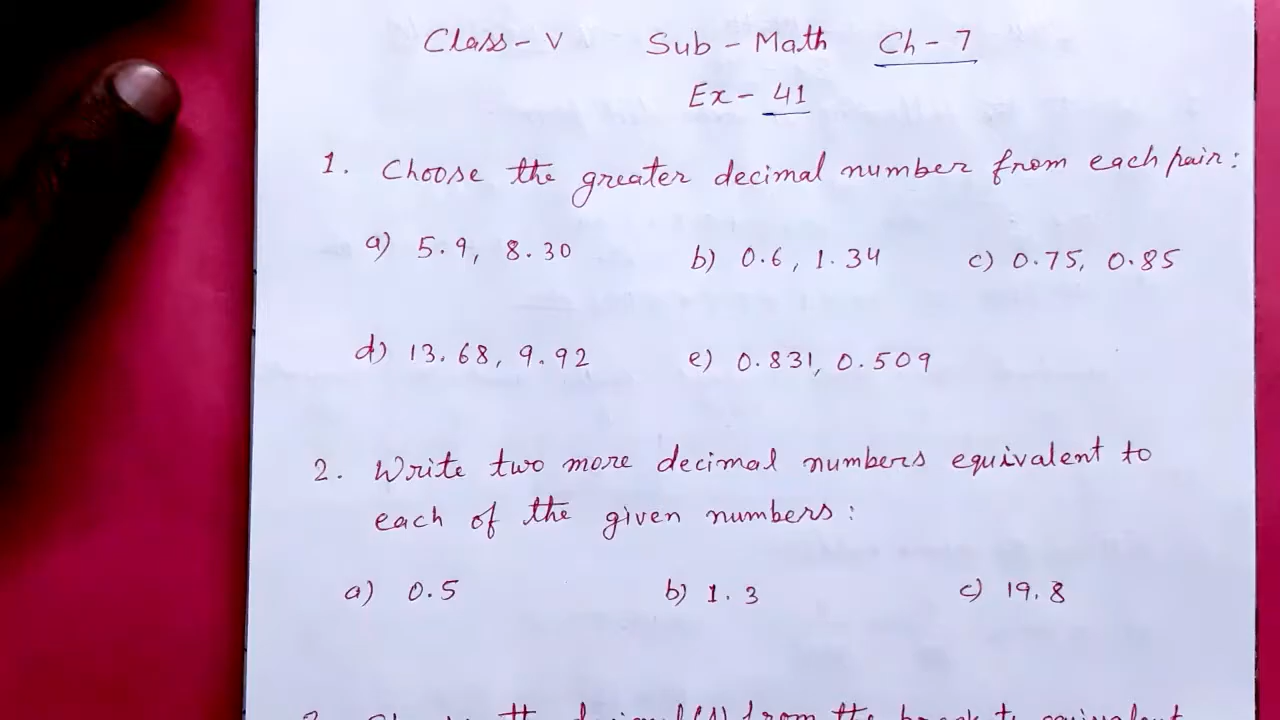 Class - V Sub - Math Ch - 7
Ex - 41
1. Choose the greater decimal number from each pair:
a) 5.9, 8.30 b) 0.6, 1.34 c) 0.75, 0.85
d) 13.68, 9.92 e) 0.831, 0.509
2. Write two more decimal numbers equivalent to
each of the given numbers:
a) 0.5 b) 1.3 c) 19.8
from the